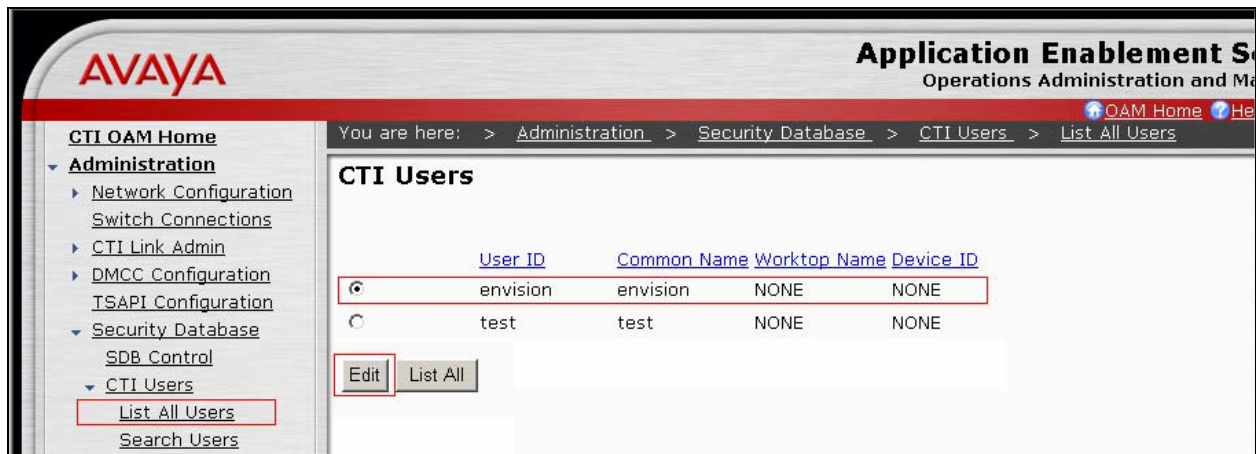 AVAYA
Application Enablement
Operations Administration and
OAM Home
You are here: > Administration > Security Database > CTI Users > List All Users
CTI OAM Home
Administration
Network Configuration
Switch Connections
CTI Link Admin
DMCC Configuration
TSAPI Configuration
Security Database
SDB Control
CTI Users
List All Users
Search Users
CTI Users
User ID Common Name Worktop Name Device ID
envision envision NONE NONE
test test NONE NONE
Edit List All